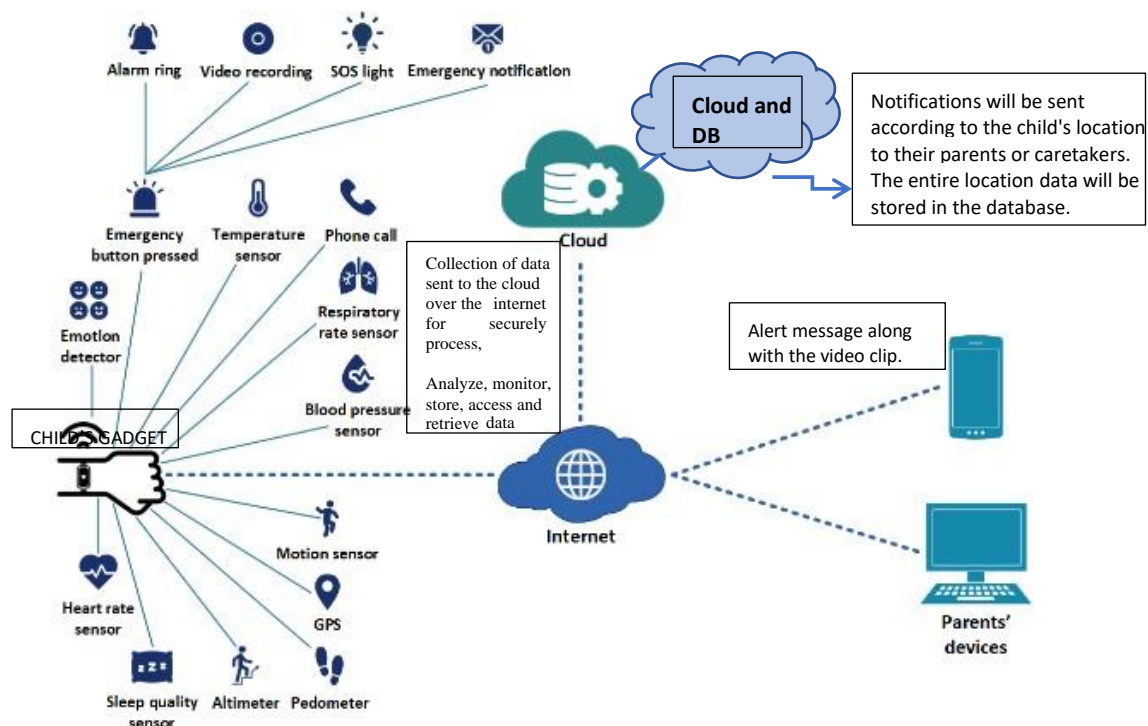 Alarm ring
Video recording
SOS light
Emergency notification
1
Cloud and
DB
Notifications will be sent
according to the child's location
to their parents or caretakers.
The entire location data will be
stored in the database.
Emergency
button pressed
Temperature
sensor
Phone call
Cloud
Collection of data
sent to the cloud
over the internet
for securely
process,
Analyze, monitor,
store, access and
retrieve data
Respiratory
rate sensor
Emotion
detector
Alert message along
with the video clip.
Blood pressure
sensor
CHILD'S GADGET
Internet
Motion sensor
Heart rate
sensor
GPS
Parents'
devices
z z z
Sleep quality
sensor
Altimeter
Pedometer